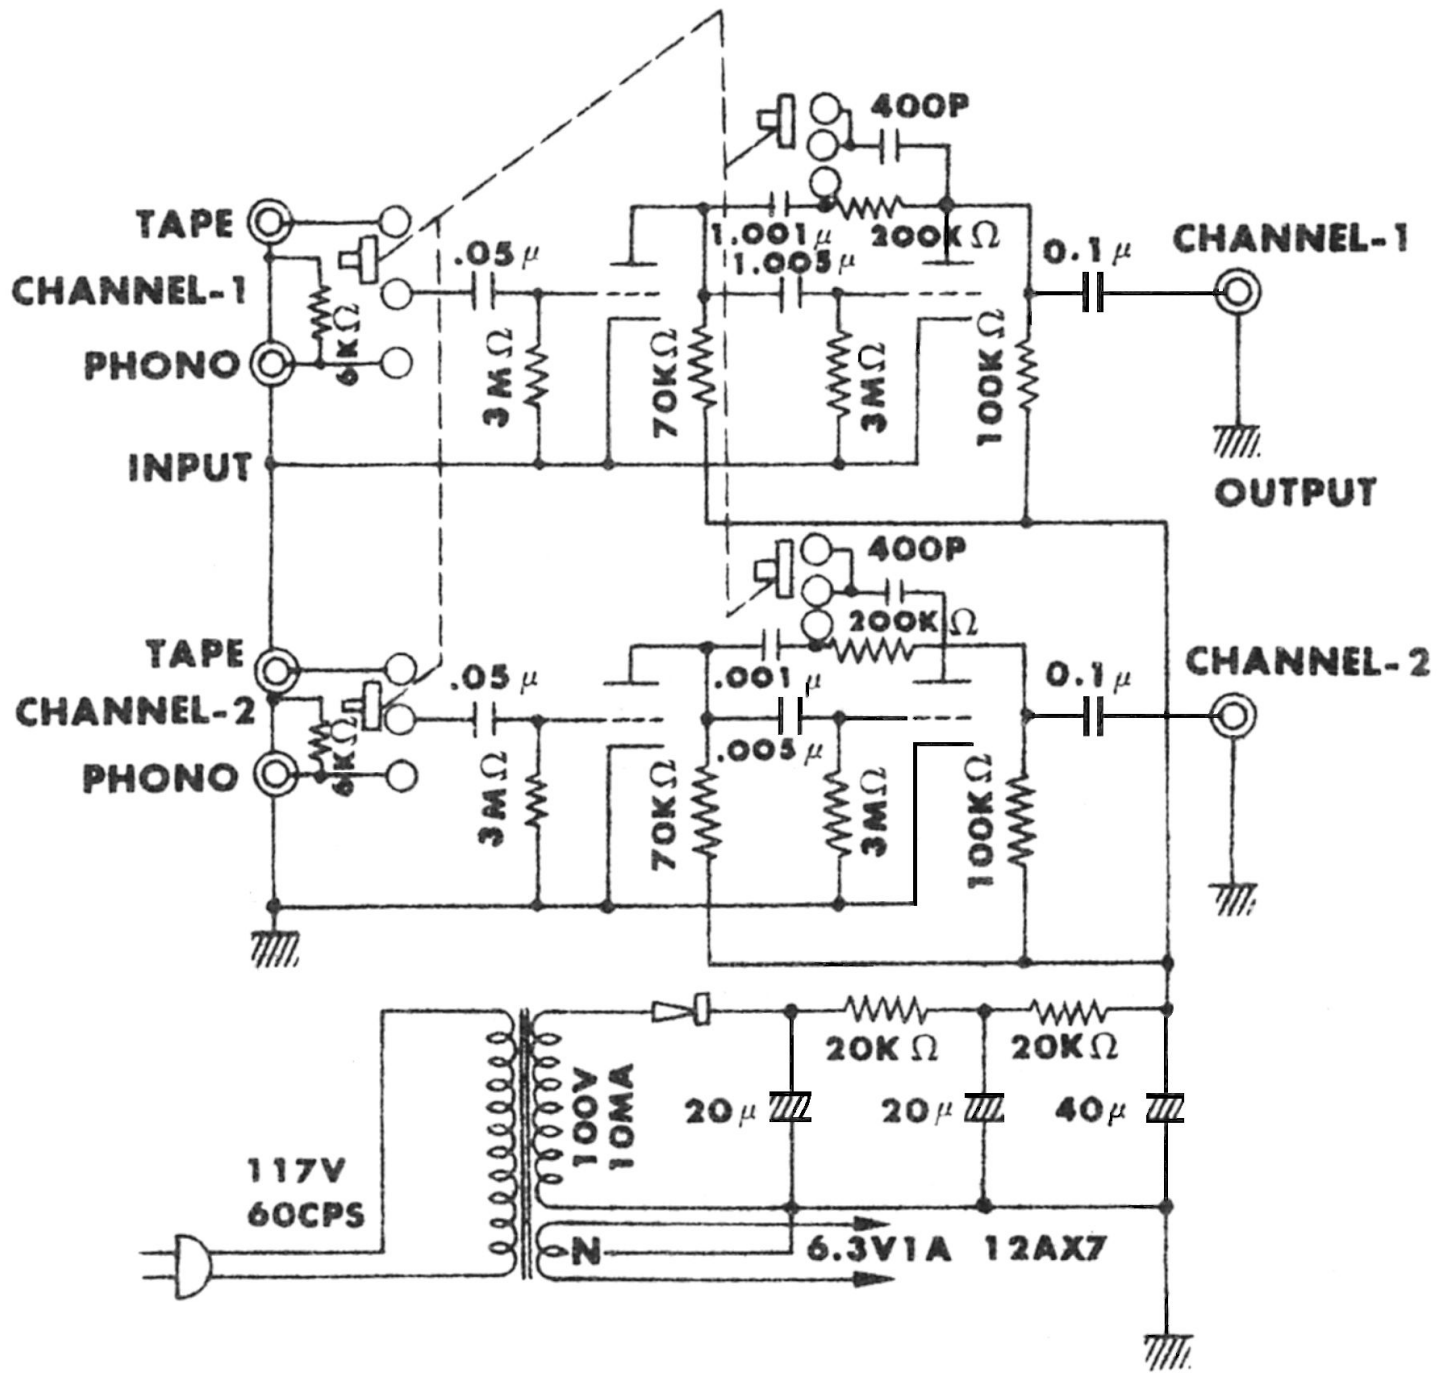 400P
TAPE
1.001μ
200KΩ
CHANNEL-1
.05μ
1.005μ
0.1μ
CHANNEL-1
6KΩ
PHONO
3MΩ
70KΩ
3MΩ
100KΩ
INPUT
OUTPUT
400P
200KΩ
TAPE
.05μ
.001μ
0.1μ
CHANNEL-2
CHANNEL-2
6KΩ
.005μ
PHONO
3MΩ
70KΩ
3MΩ
100KΩ
20KΩ
20KΩ
100V
10MA
20μ
20μ
40μ
117V
60CPS
N
6.3V1A 12AX7